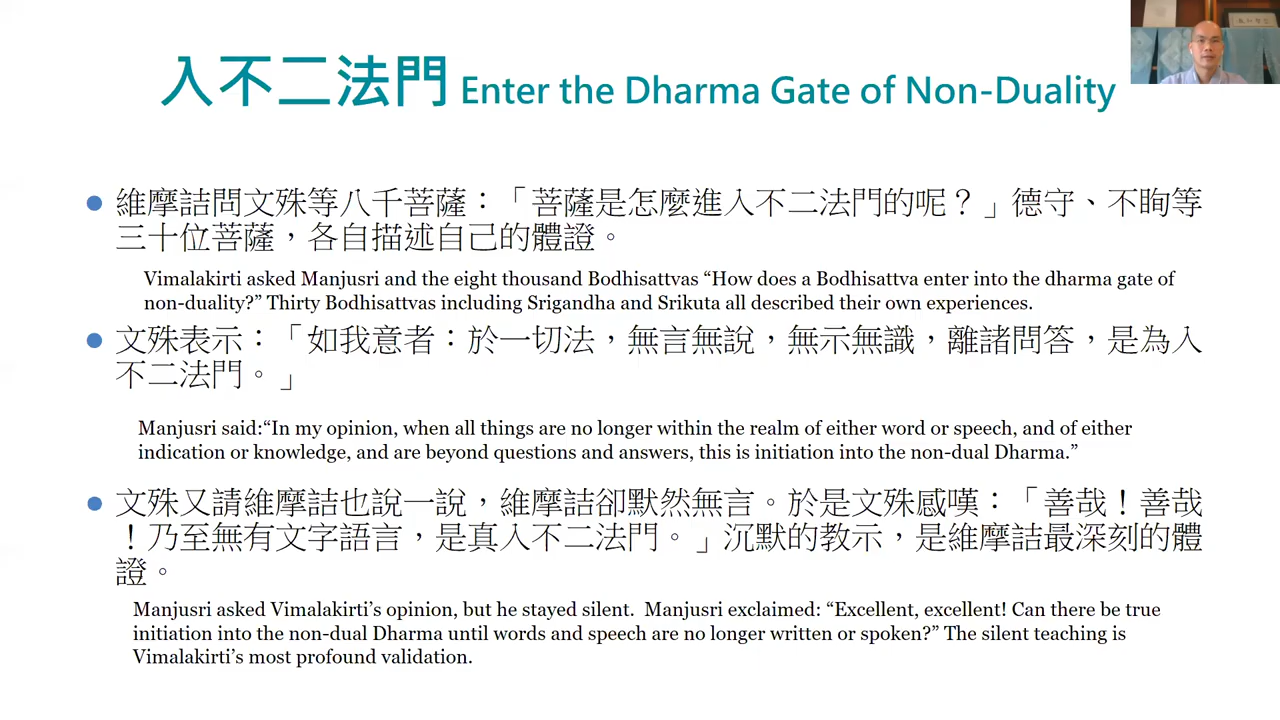 入不二法門 Enter the Dharma Gate of Non-Duality
維摩詰問文殊等八千菩薩：「菩薩是怎麼進入不二法門的呢？」德守、不眴等
三十位菩薩，各自描述自己的體證。
Vimalakirti asked Manjusri and the eight thousand Bodhisattvas “How does a Bodhisattva enter into the dharma gate of
non-duality?” Thirty Bodhisattvas including Srigandha and Srikuta all described their own experiences.
文殊表示：「如我意者：於一切法，無言無說，無示無識，離諸問答，是為入
不二法門。」
Manjusri said:“In my opinion, when all things are no longer within the realm of either word or speech, and of either
indication or knowledge, and are beyond questions and answers, this is initiation into the non-dual Dharma.”
文殊又請維摩詰也說一說，維摩詰卻默然無言。於是文殊感嘆：「善哉！善哉
！乃至無有文字語言，是真入不二法門。」沉默的教示，是維摩詰最深刻的體
證。
Manjusri asked Vimalakirti’s opinion, but he stayed silent.  Manjusri exclaimed: “Excellent, excellent! Can there be true
initiation into the non-dual Dharma until words and speech are no longer written or spoken?” The silent teaching is
Vimalakirti’s most profound validation.